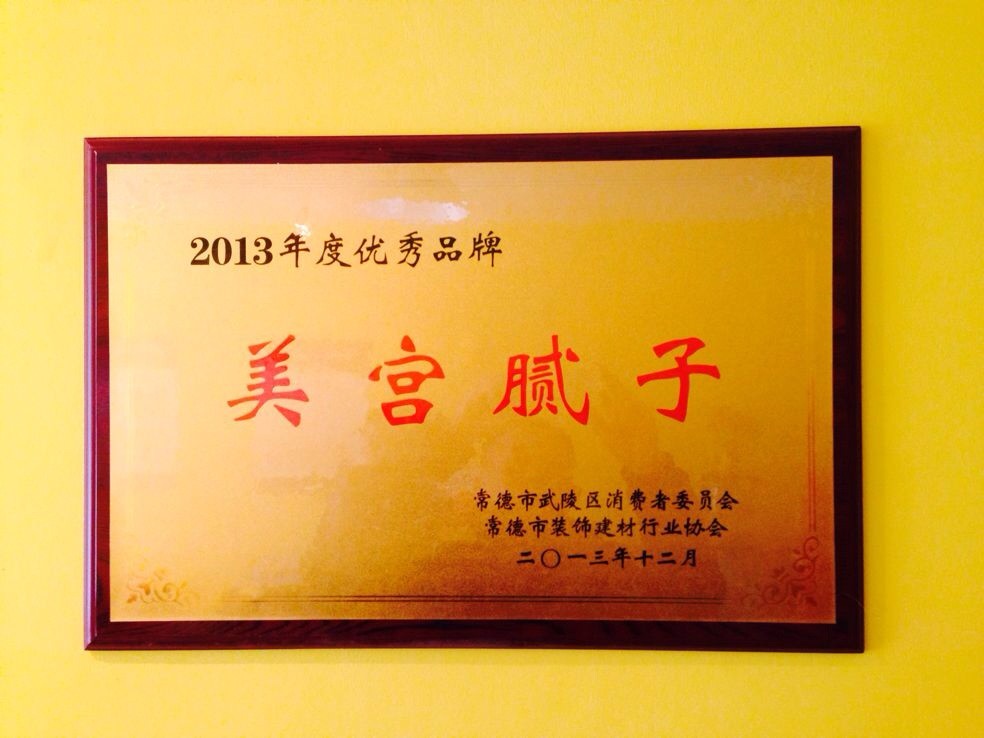 2013年度优秀品牌
美宫腻子
常德市武陵区消费者委员会
常德市装饰建材行业协会
二〇一三年十二月